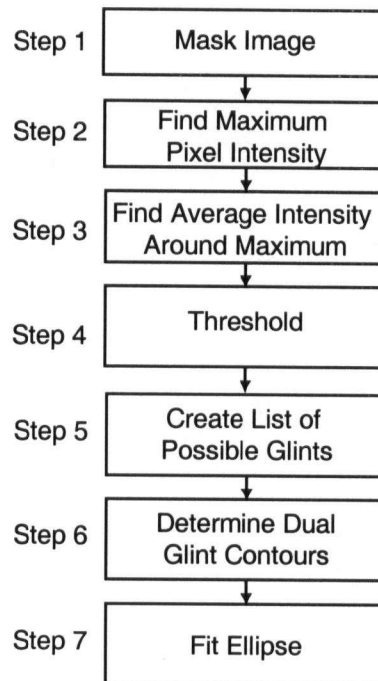 Step 1
Mask Image
Step 2
Find Maximum
Pixel Intensity
Step 3
Find Average Intensity
Around Maximum
Step 4
Threshold
Step 5
Create List of
Possible Glints
Step 6
Determine Dual
Glint Contours
Step 7
Fit Ellipse